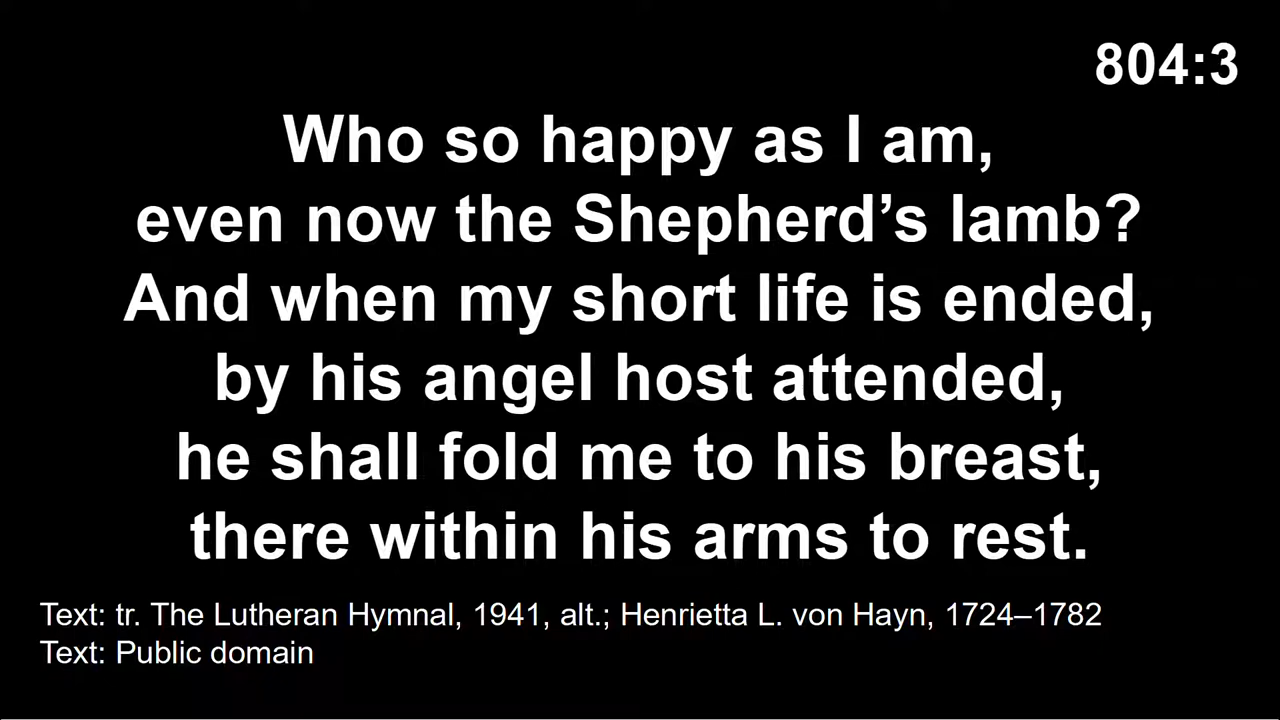 804:3
Who so happy as I am,
even now the Shepherd’s lamb?
And when my short life is ended,
by his angel host attended,
he shall fold me to his breast,
there within his arms to rest.
Text: tr. The Lutheran Hymnal, 1941, alt.; Henrietta L. von Hayn, 1724–1782
Text: Public domain